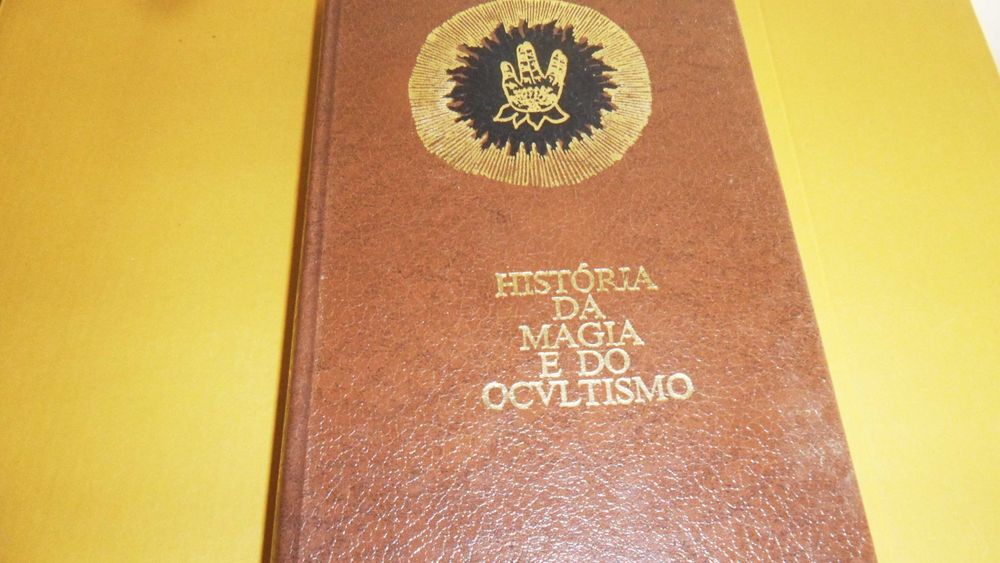 HISTÓRIA
DA
MAGIA
E DO
OCVLTISMO